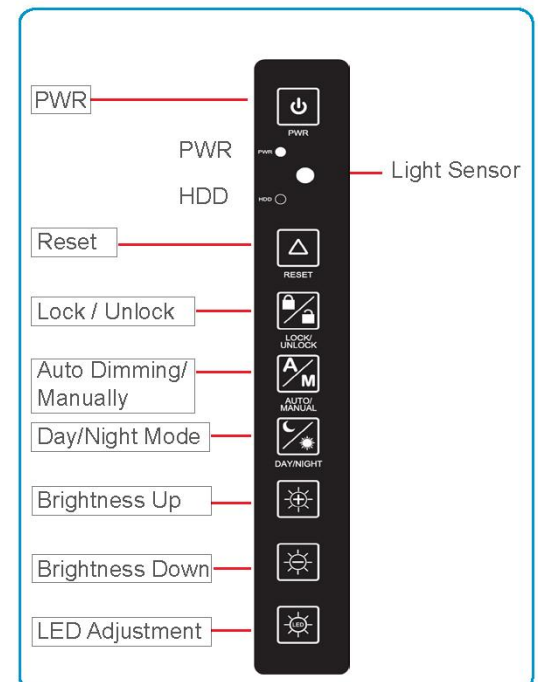 PWR
PWR
PWR
PWR
Light Sensor
HDD
HDD
Reset
RESET
Lock / Unlock
LOCK/
UNLOCK
Auto Dimming/
Manually
A/M
AUTO/
MANUAL
Day/Night Mode
DAY/NIGHT
Brightness Up
Brightness Down
LED Adjustment
LED